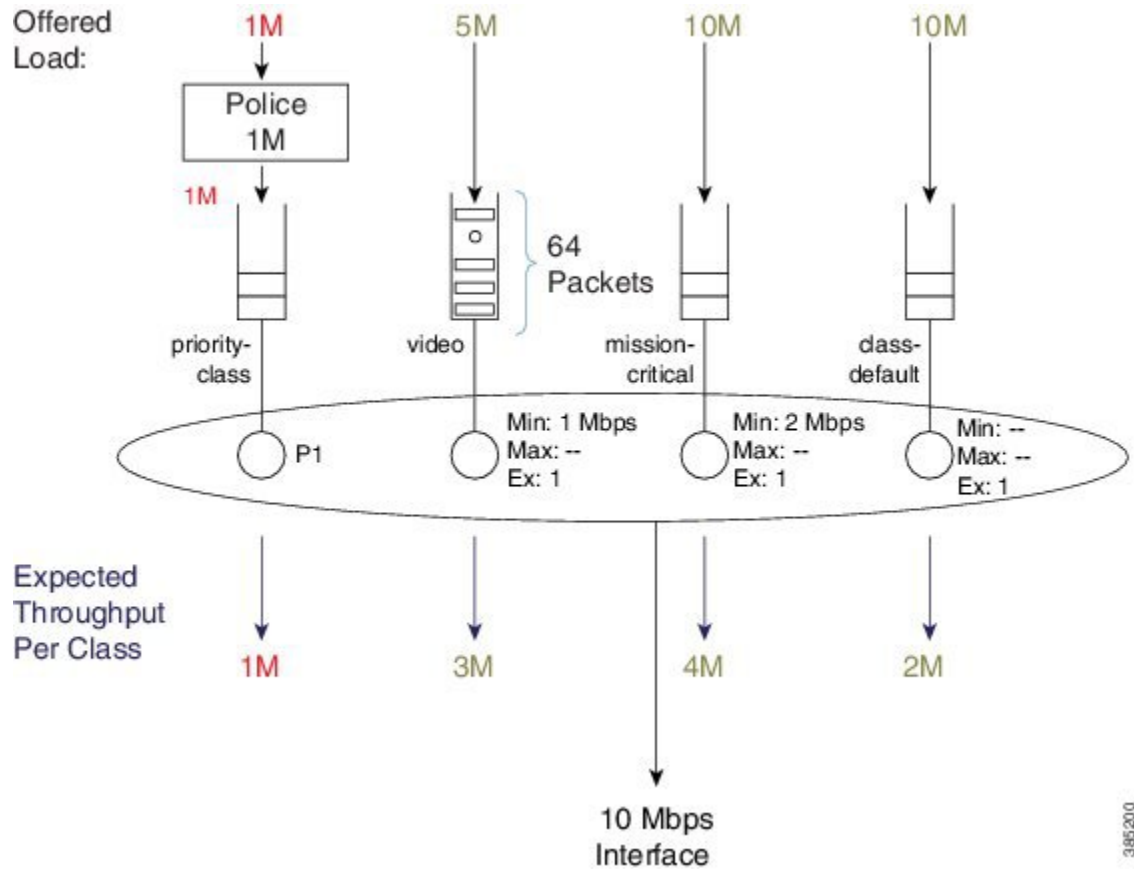 Offered
Load:
1M
5M
10M
10M
Police
1M
1M
64
Packets
priority-
class
video
mission-
critical
class-
default
P1
Min: 1 Mbps
Max: --
Ex: 1
Min: 2 Mbps
Max: --
Ex: 1
Min: --
Max: --
Ex: 1
Expected
Throughput
Per Class
1M
3M
4M
2M
10 Mbps
Interface
385200